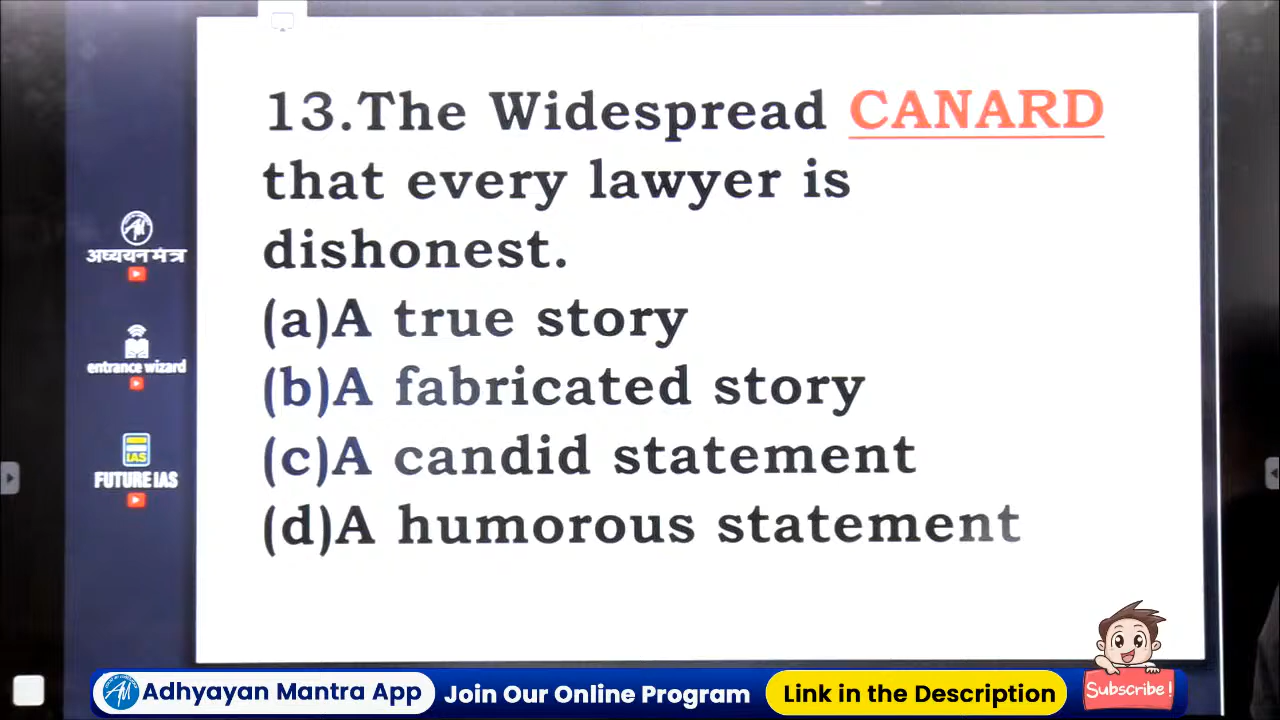 13.The Widespread CANARD
that every lawyer is
dishonest.
(a)A true story
(b)A fabricated story
(c)A candid statement
(d)A humorous statement
अध्ययन मंत्र
entrance wizard
IAS
FUTURE IAS
Adhyayan Mantra App Join Our Online Program Link in the Description
Subscribe!